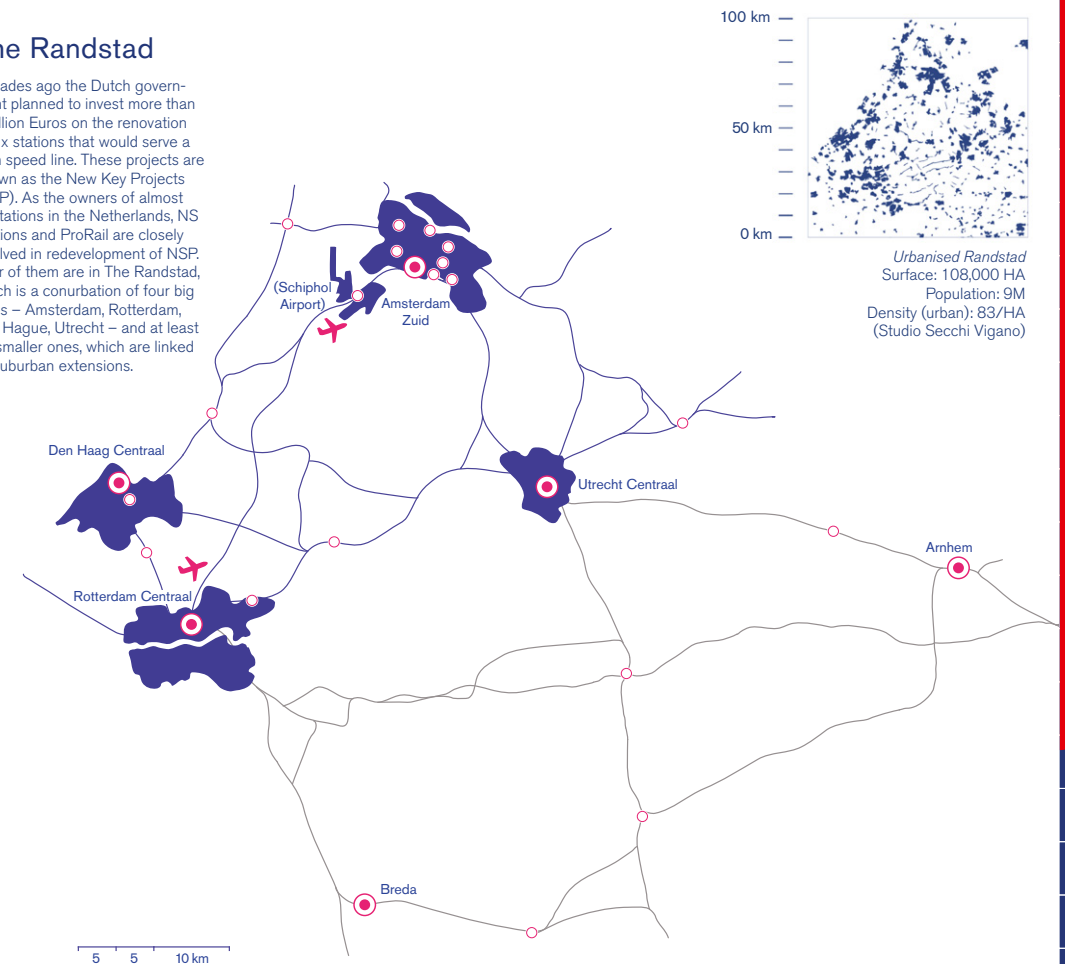 ne Randstad
ades ago the Dutch govern-
nt planned to invest more than
llion Euros on the renovation
x stations that would serve a
n speed line. These projects are
wn as the New Key Projects
P). As the owners of almost
tations in the Netherlands, NS
ions and ProRail are closely
olved in redevelopment of NSP.
r of them are in The Randstad,
ch is a conurbation of four big
s – Amsterdam, Rotterdam,
Hague, Utrecht – and at least
smaller ones, which are linked
uburban extensions.
100 km
50 km
0 km
Urbanised Randstad
Surface: 108,000 HA
Population: 9M
Density (urban): 83/HA
(Studio Secchi Vigano)
(Schiphol
Airport)
Amsterdam
Zuid
Den Haag Centraal
Utrecht Centraal
Arnhem
Rotterdam Centraal
Breda
5 5 10 km